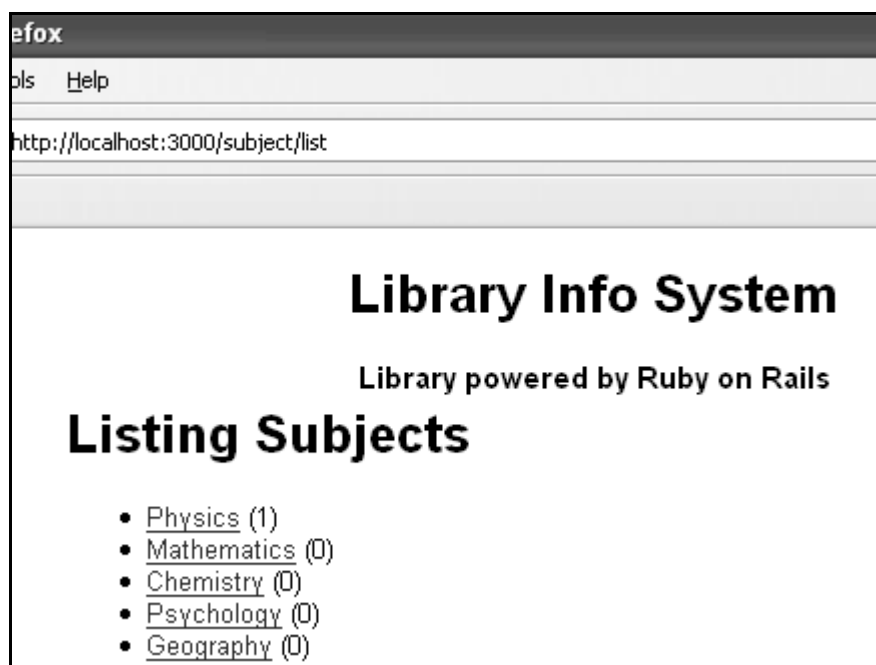 efox
ols Help
http://localhost:3000/subject/list
Library Info System
Library powered by Ruby on Rails
Listing Subjects
• Physics (1)
• Mathematics (0)
• Chemistry (0)
• Psychology (0)
• Geography (0)